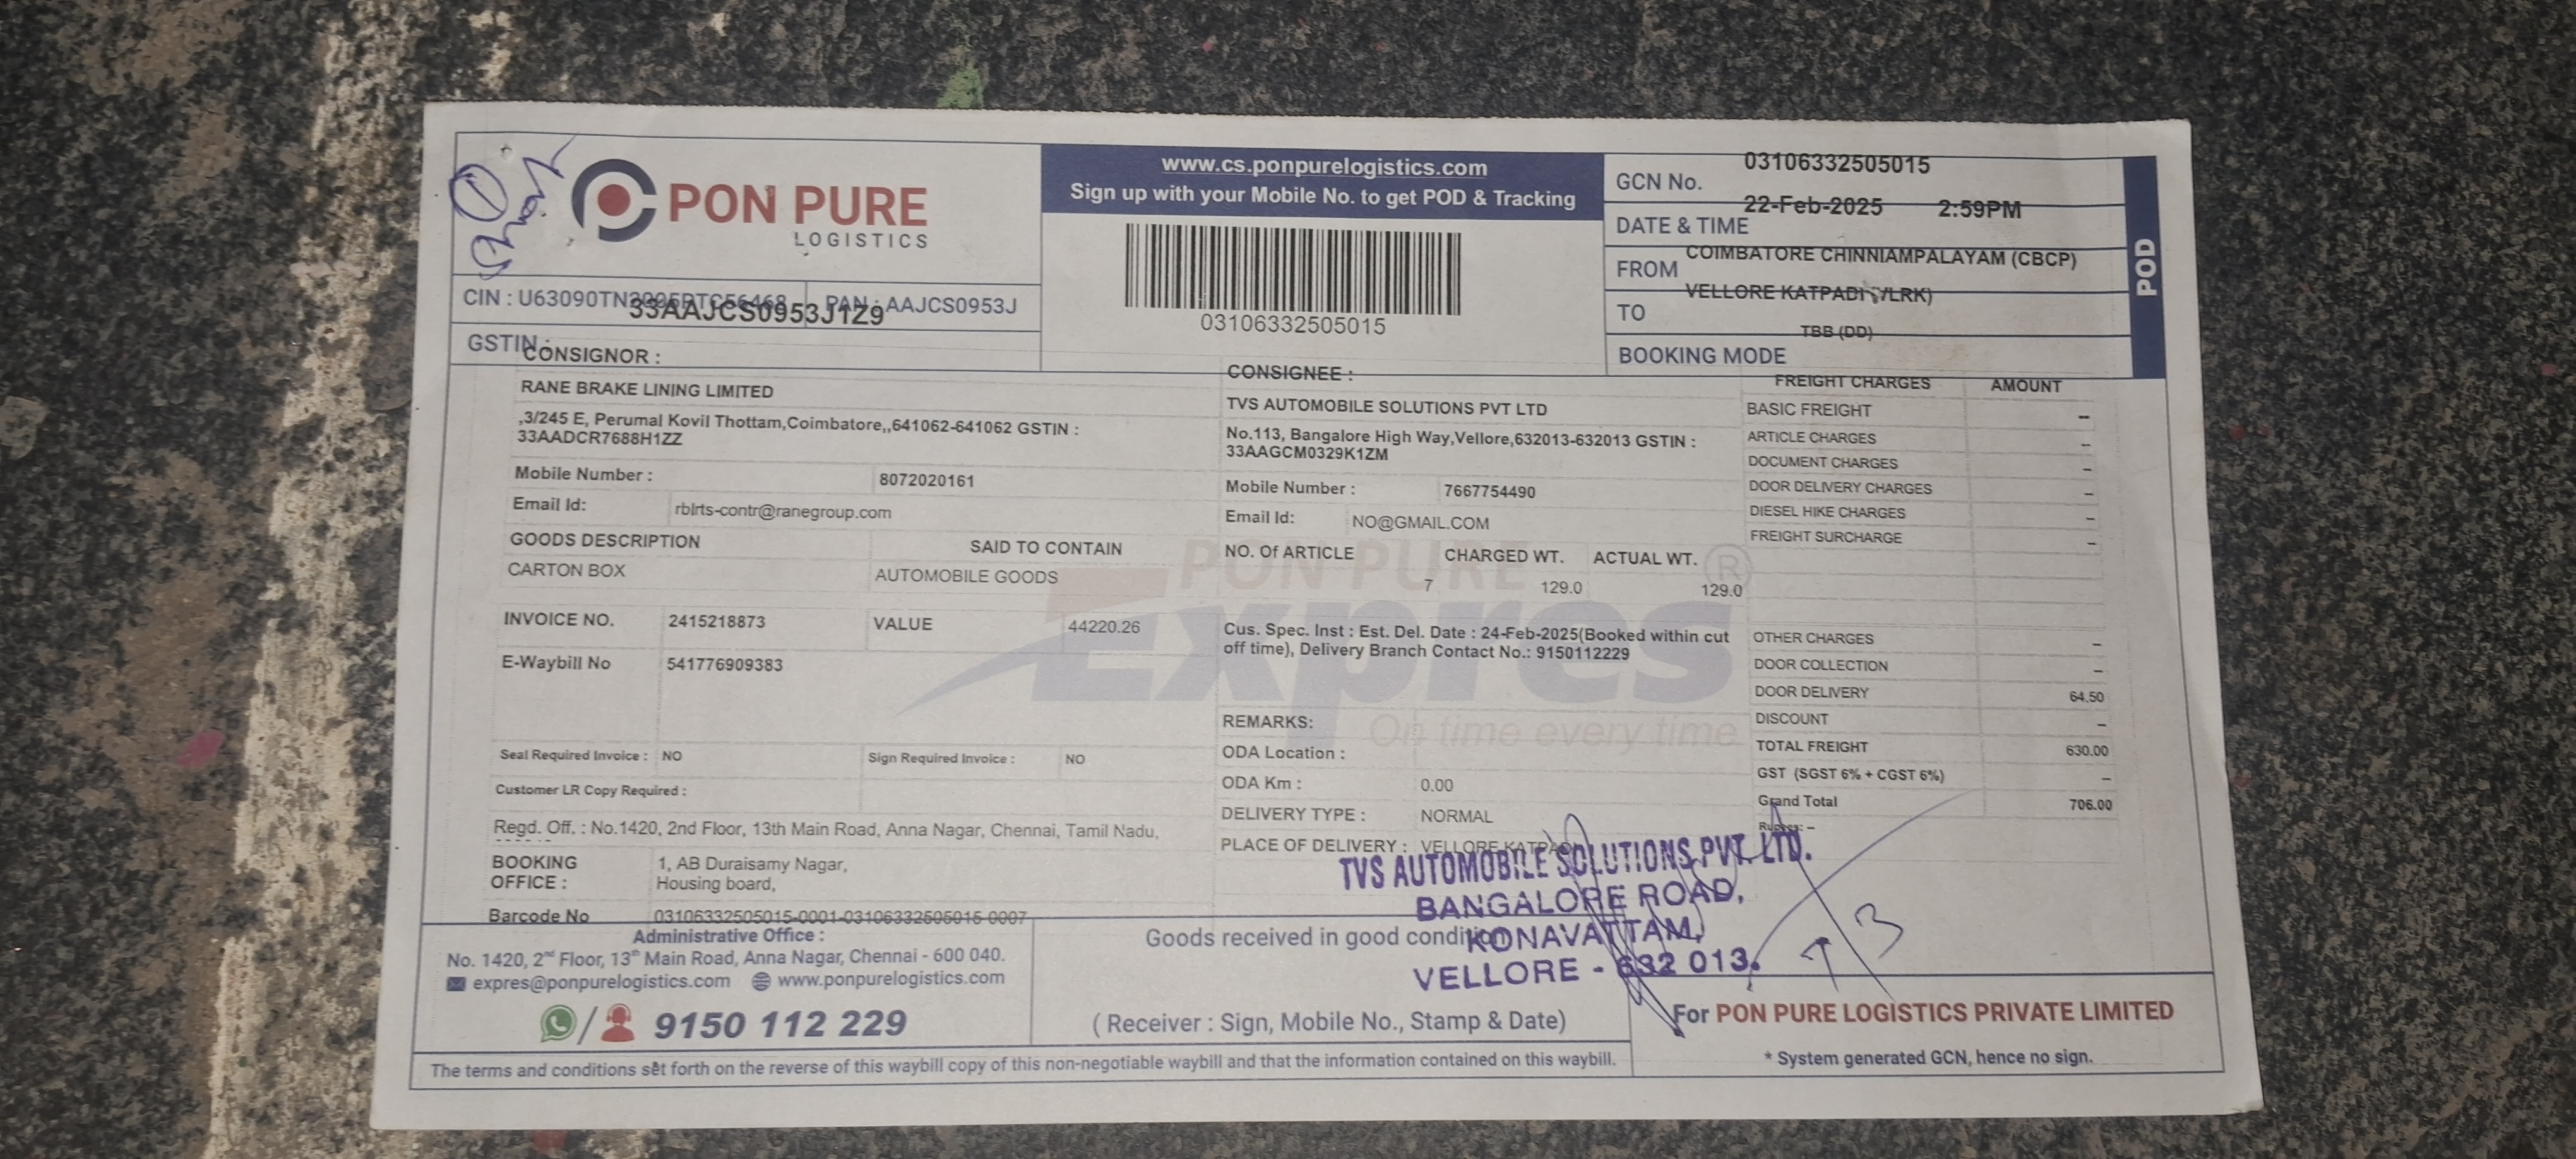 PON PURE
LOGISTICS
www.cs.ponpurelogistics.com
Sign up with your Mobile No. to get POD & Tracking
03106332505015
GCN No. 03106332505015
DATE & TIME 22-Feb-2025 2:59PM
FROM COIMBATORE CHINNIAMPALAYAM (CBCP)
TO VELLORE KATPADI (VLRK)
BOOKING MODE TBB (DD)
POD
CIN : PAN : AAJCS0953J
GSTIN : 33AAJCS0953J1Z9
CONSIGNOR :
RANE BRAKE LINING LIMITED
,3/245 E, Perumal Kovil Thottam,Coimbatore,,641062-641062 GSTIN :
33AADCR7688H1ZZ
Mobile Number : 8072020161
Email Id: rblrts-contr@ranegroup.com
GOODS DESCRIPTION SAID TO CONTAIN
CARTON BOX AUTOMOBILE GOODS
INVOICE NO. 2415218873 VALUE 44220.26
E-Waybill No 541776909383
Seal Required Invoice : NO Sign Required Invoice : NO
Customer LR Copy Required :
Regd. Off. : No.1420, 2nd Floor, 13th Main Road, Anna Nagar, Chennai, Tamil Nadu,
BOOKING OFFICE : 1, AB Duraisamy Nagar,
Housing board,
Barcode No 03106332505015-0001-03106332505015-0007
CONSIGNEE :
TVS AUTOMOBILE SOLUTIONS PVT LTD
No.113, Bangalore High Way,Vellore,632013-632013 GSTIN :
33AAGCM0329K1ZM
Mobile Number : 7667754490
Email Id: NO@GMAIL.COM
NO. Of ARTICLE CHARGED WT. ACTUAL WT.
7 129.0 129.0
PON PURE ®
Expres
On time every time
Cus. Spec. Inst : Est. Del. Date : 24-Feb-2025(Booked within cut
off time), Delivery Branch Contact No.: 9150112229
REMARKS:
ODA Location :
ODA Km : 0.00
DELIVERY TYPE : NORMAL
PLACE OF DELIVERY : VELLORE KATPADI
FREIGHT CHARGES AMOUNT
BASIC FREIGHT –
ARTICLE CHARGES –
DOCUMENT CHARGES –
DOOR DELIVERY CHARGES –
DIESEL HIKE CHARGES –
FREIGHT SURCHARGE –
OTHER CHARGES –
DOOR COLLECTION –
DOOR DELIVERY 64.50
DISCOUNT –
TOTAL FREIGHT 630.00
GST (SGST 6% + CGST 6%) –
Grand Total 706.00
Rupees: –
TVS AUTOMOBILE SOLUTIONS PVT. LTD.
BANGALORE ROAD,
KONAVATTAM,
VELLORE - 632 013.
Administrative Office :
No. 1420, 2nd Floor, 13th Main Road, Anna Nagar, Chennai - 600 040.
expres@ponpurelogistics.com www.ponpurelogistics.com
9150 112 229
Goods received in good condition
( Receiver : Sign, Mobile No., Stamp & Date)
For PON PURE LOGISTICS PRIVATE LIMITED
* System generated GCN, hence no sign.
The terms and conditions set forth on the reverse of this waybill copy of this non-negotiable waybill and that the information contained on this waybill.